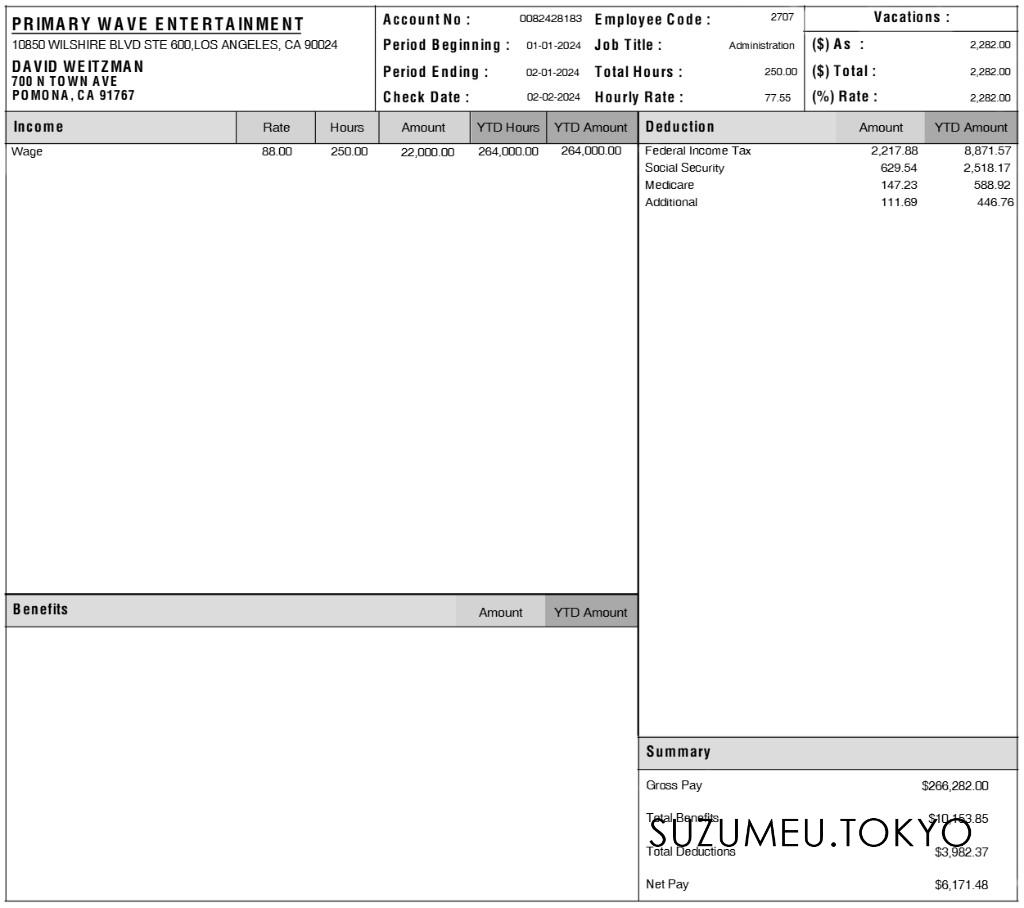 PRIMARY WAVE ENTERTAINMENT
10850 WILSHIRE BLVD STE 600,LOS ANGELES, CA 90024
DAVID WEITZMAN
700 N TOWN AVE
POMONA, CA 91767
Account No : 0082428183 Employee Code : 2707
Period Beginning : 01-01-2024 Job Title : Administration
Period Ending : 02-01-2024 Total Hours : 250.00
Check Date : 02-02-2024 Hourly Rate : 77.55
Vacations :
($) As : 2,282.00
($) Total : 2,282.00
(%) Rate : 2,282.00
Income Rate Hours Amount YTD Hours YTD Amount
Wage 88.00 250.00 22,000.00 264,000.00 264,000.00
Deduction Amount YTD Amount
Federal Income Tax 2,217.88 8,871.57
Social Security 629.54 2,518.17
Medicare 147.23 588.92
Additional 111.69 446.76
Benefits Amount YTD Amount
Summary
Gross Pay $266,282.00
Total Benefits $10,153.85
SUZUMEU.TOKYO
Total Deductions $3,982.37
Net Pay $6,171.48